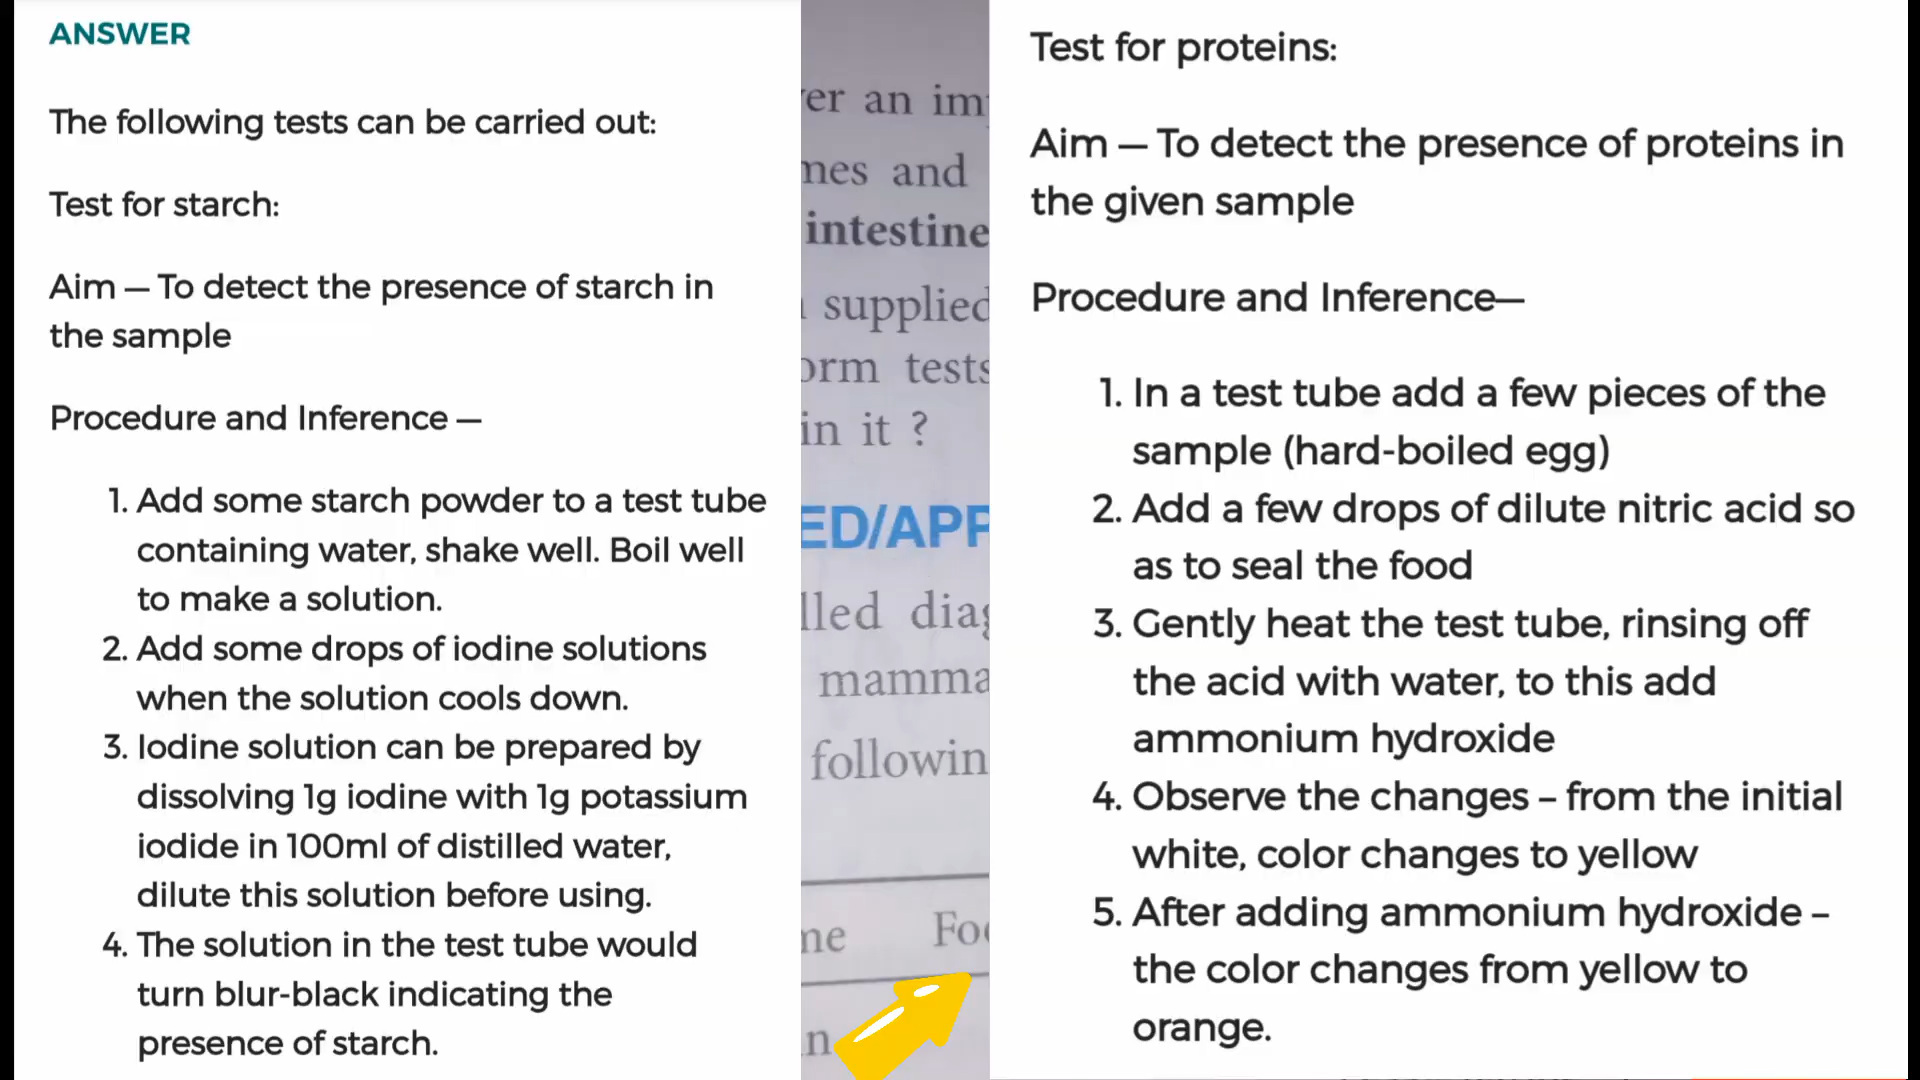 ANSWER
The following tests can be carried out:
Test for starch:
Aim — To detect the presence of starch in
the sample
Procedure and Inference —
1. Add some starch powder to a test tube
containing water, shake well. Boil well
to make a solution.
2. Add some drops of iodine solutions
when the solution cools down.
3. Iodine solution can be prepared by
dissolving 1g iodine with 1g potassium
iodide in 100ml of distilled water,
dilute this solution before using.
4. The solution in the test tube would
turn blur-black indicating the
presence of starch.
er an im
mes and
intestine
supplied
orm tests
in it ?
ED/APP
lled diag
mamma
followin
me Foo
Test for proteins:
Aim — To detect the presence of proteins in
the given sample
Procedure and Inference—
1. In a test tube add a few pieces of the
sample (hard-boiled egg)
2. Add a few drops of dilute nitric acid so
as to seal the food
3. Gently heat the test tube, rinsing off
the acid with water, to this add
ammonium hydroxide
4. Observe the changes – from the initial
white, color changes to yellow
5. After adding ammonium hydroxide –
the color changes from yellow to
orange.